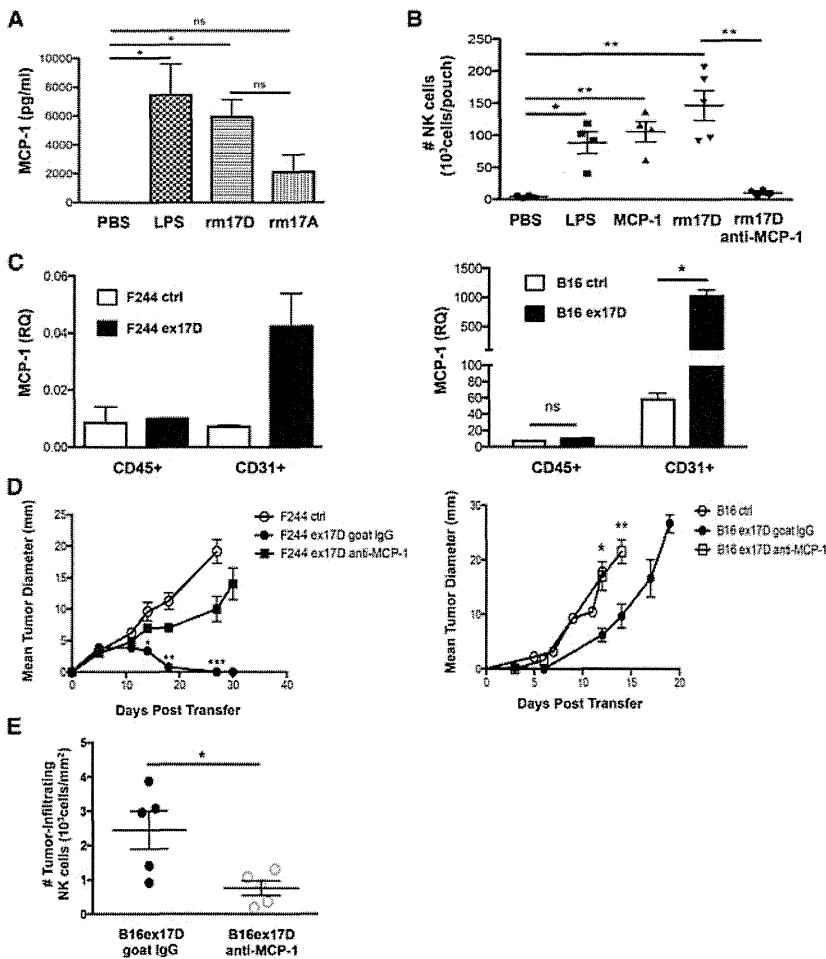 A
ns
*
*
ns
MCP-1 (pg/ml)
10000
8000
6000
4000
2000
PBS
LPS
rm17D
rm17A
B
**
**
**
*
# NK cells
(10³cells/pouch)
250
200
150
100
50
0
PBS
LPS
MCP-1
rm17D
rm17D
anti-MCP-1
C
MCP-1 (RQ)
0.06
0.04
0.02
0.00
F244 ctrl
F244 ex17D
CD45+
CD31+
MCP-1 (RQ)
1500
1000
500
100
80
60
40
20
0
B16 ctrl
B16 ex17D
*
ns
CD45+
CD31+
D
Mean Tumor Diameter (mm)
25
20
15
10
5
0
F244 ctrl
F244 ex17D goat IgG
F244 ex17D anti-MCP-1
*
**
***
0
10
20
30
40
Days Post Transfer
Mean Tumor Diameter (mm)
30
20
10
0
B16 ctrl
B16 ex17D goat IgG
B16 ex17D anti-MCP-1
*
**
0
5
10
15
20
Days Post Transfer
E
# Tumor-Infiltrating
NK cells (10³cells/mm²)
5
4
3
2
1
0
*
B16ex17D
goat IgG
B16ex17D
anti-MCP-1